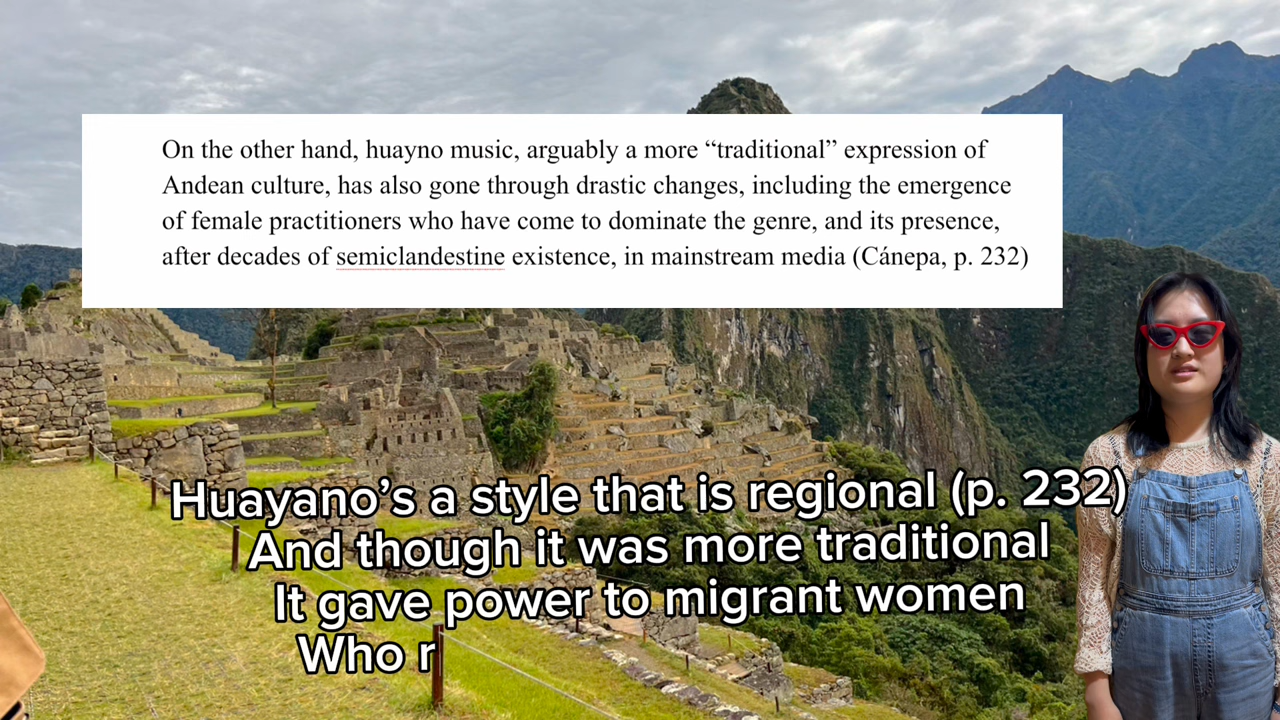 On the other hand, huayno music, arguably a more “traditional” expression of
Andean culture, has also gone through drastic changes, including the emergence
of female practitioners who have come to dominate the genre, and its presence,
after decades of semiclandestine existence, in mainstream media (Cánepa, p. 232)
Huayano’s a style that is regional (p. 232)
And though it was more traditional
It gave power to migrant women
Who r